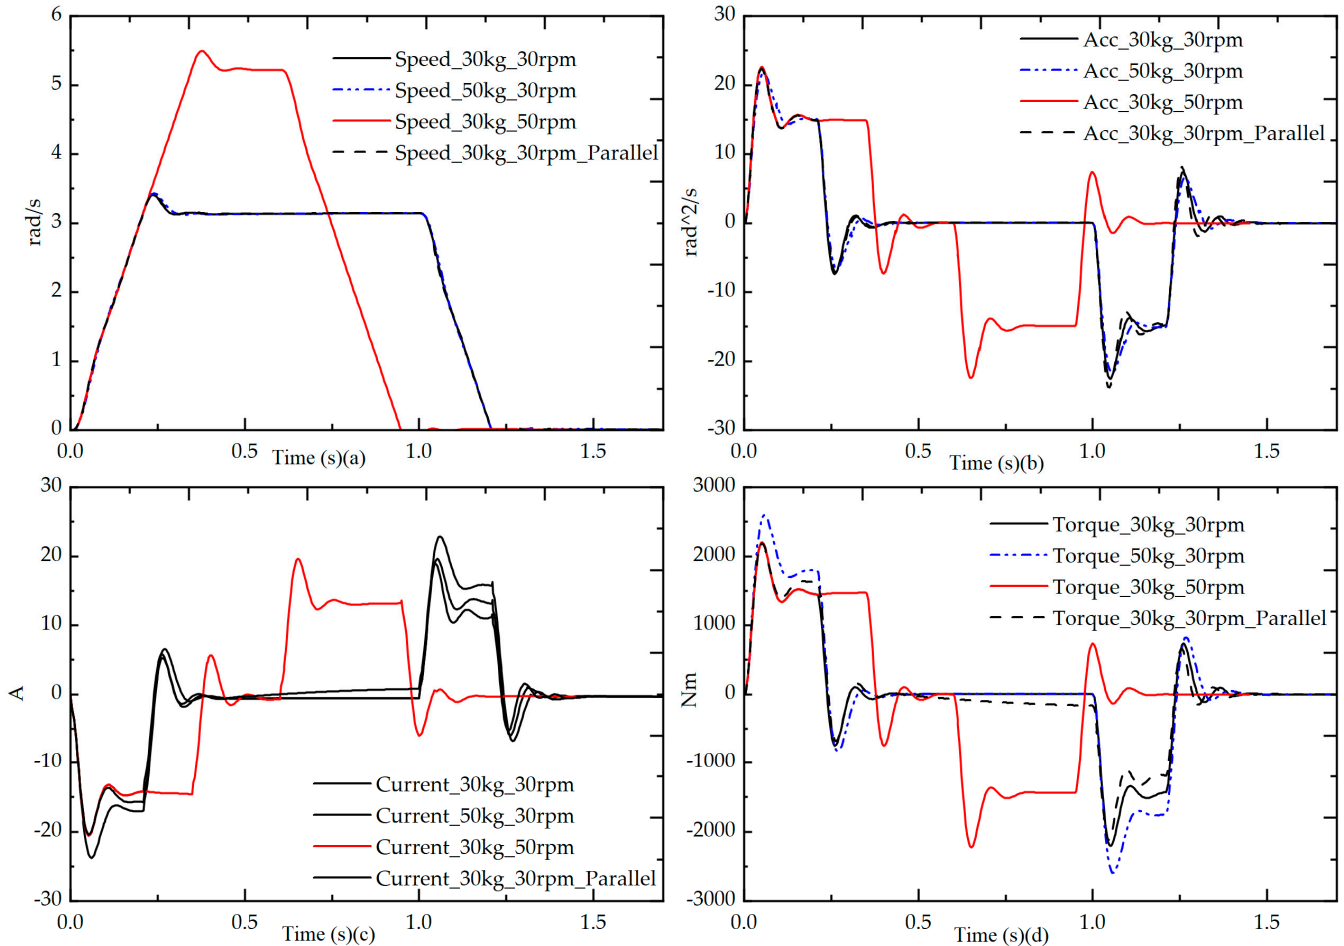 6
5
4
3
2
1
0
rad/s
Speed_30kg_30rpm
Speed_50kg_30rpm
Speed_30kg_50rpm
Speed_30kg_30rpm_Parallel
0.0
0.5
1.0
1.5
Time (s)(a)
30
20
10
0
-10
-20
-30
rad^2/s
Acc_30kg_30rpm
Acc_50kg_30rpm
Acc_30kg_50rpm
Acc_30kg_30rpm_Parallel
0.0
0.5
1.0
1.5
Time (s)(b)
30
20
10
0
-10
-20
-30
A
Current_30kg_30rpm
Current_50kg_30rpm
Current_30kg_50rpm
Current_30kg_30rpm_Parallel
0.0
0.5
1.0
1.5
Time (s)(c)
3000
2000
1000
0
-1000
-2000
-3000
Nm
Torque_30kg_30rpm
Torque_50kg_30rpm
Torque_30kg_50rpm
Torque_30kg_30rpm_Parallel
0.0
0.5
1.0
1.5
Time (s)(d)